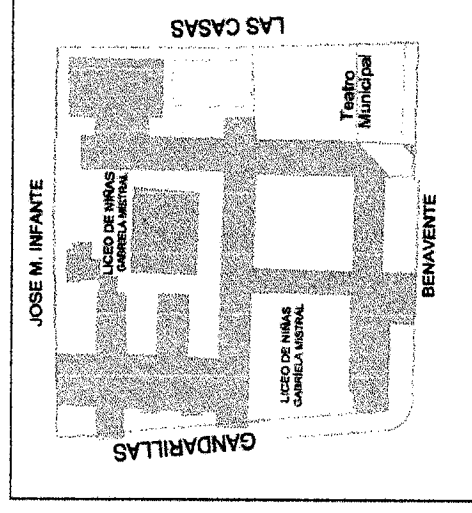 LAS CASAS
JOSE M. INFANTE
Teatro
Municipal
LICEO DE NIÑAS
GABRIELA MISTRAL
LICEO DE NIÑAS
GABRIELA MISTRAL
BENAVENTE
GANDARILLAS